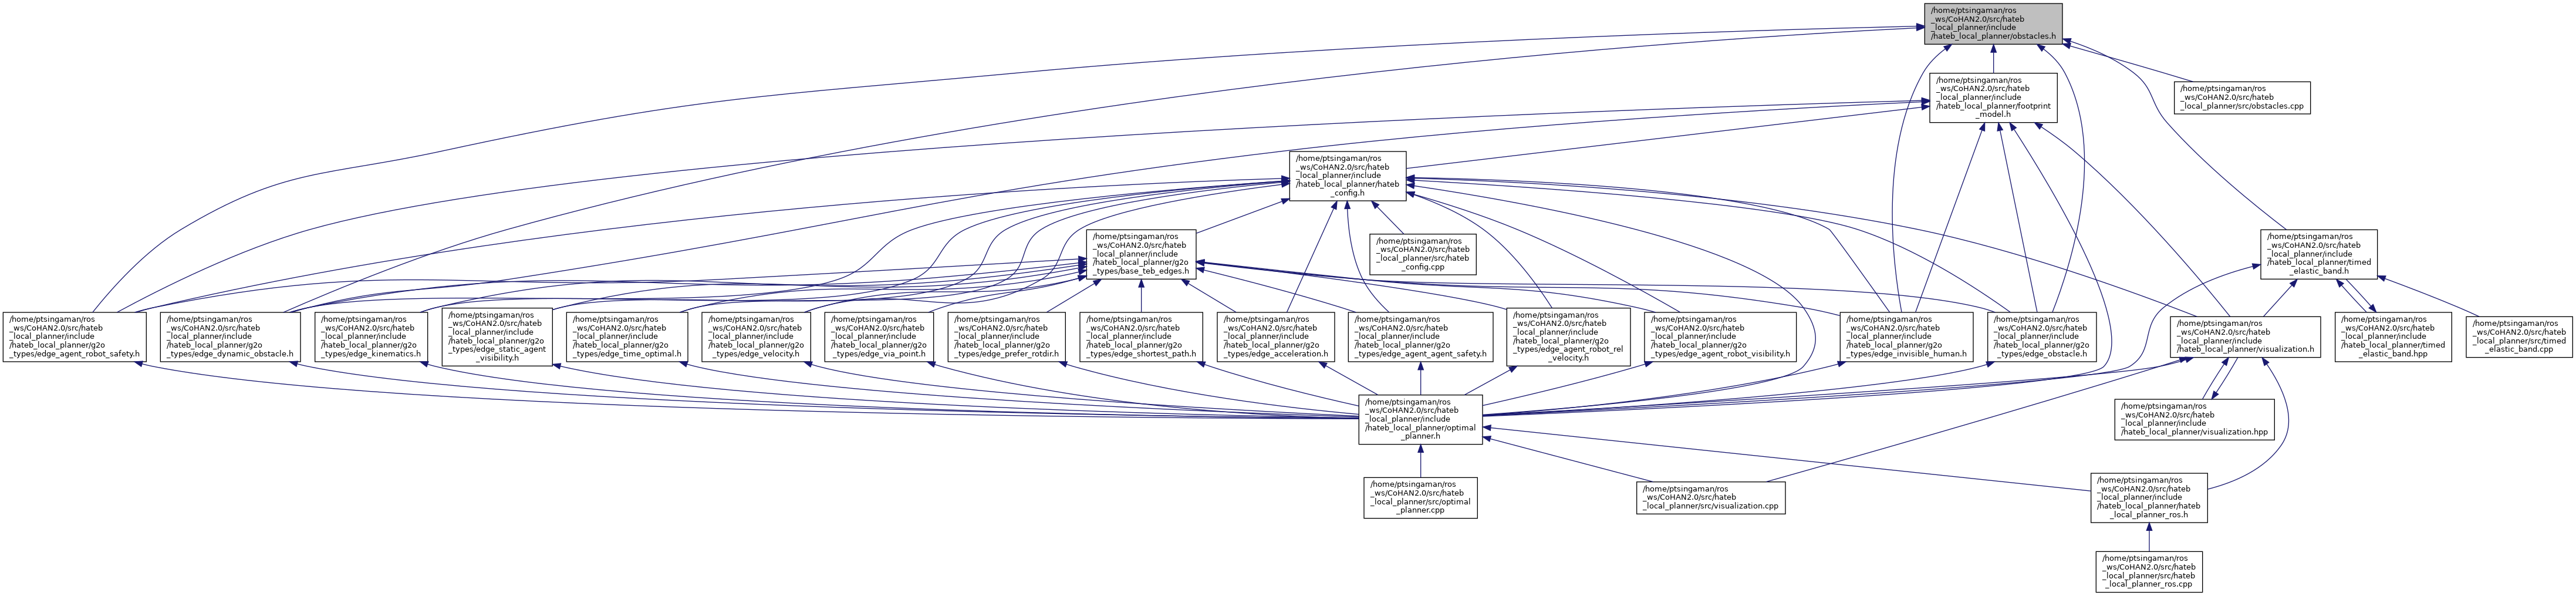 /home/ptsingaman/ros
_ws/CoHAN2.0/src/hateb
_local_planner/include
/hateb_local_planner/obstacles.h
/home/ptsingaman/ros
_ws/CoHAN2.0/src/hateb
_local_planner/include
/hateb_local_planner/footprint
_model.h
/home/ptsingaman/ros
_ws/CoHAN2.0/src/hateb
_local_planner/src/obstacles.cpp
/home/ptsingaman/ros
_ws/CoHAN2.0/src/hateb
_local_planner/include
/hateb_local_planner/hateb
_config.h
/home/ptsingaman/ros
_ws/CoHAN2.0/src/hateb
_local_planner/include
/hateb_local_planner/g2o
_types/base_teb_edges.h
/home/ptsingaman/ros
_ws/CoHAN2.0/src/hateb
_local_planner/src/hateb
_config.cpp
/home/ptsingaman/ros
_ws/CoHAN2.0/src/hateb
_local_planner/include
/hateb_local_planner/timed
_elastic_band.h
/home/ptsingaman/ros
_ws/CoHAN2.0/src/hateb
_local_planner/include
/hateb_local_planner/g2o
_types/edge_agent_robot_safety.h
/home/ptsingaman/ros
_ws/CoHAN2.0/src/hateb
_local_planner/include
/hateb_local_planner/g2o
_types/edge_dynamic_obstacle.h
/home/ptsingaman/ros
_ws/CoHAN2.0/src/hateb
_local_planner/include
/hateb_local_planner/g2o
_types/edge_kinematics.h
/home/ptsingaman/ros
_ws/CoHAN2.0/src/hateb
_local_planner/include
/hateb_local_planner/g2o
_types/edge_static_agent
_visibility.h
/home/ptsingaman/ros
_ws/CoHAN2.0/src/hateb
_local_planner/include
/hateb_local_planner/g2o
_types/edge_time_optimal.h
/home/ptsingaman/ros
_ws/CoHAN2.0/src/hateb
_local_planner/include
/hateb_local_planner/g2o
_types/edge_velocity.h
/home/ptsingaman/ros
_ws/CoHAN2.0/src/hateb
_local_planner/include
/hateb_local_planner/g2o
_types/edge_via_point.h
/home/ptsingaman/ros
_ws/CoHAN2.0/src/hateb
_local_planner/include
/hateb_local_planner/g2o
_types/edge_prefer_rotdir.h
/home/ptsingaman/ros
_ws/CoHAN2.0/src/hateb
_local_planner/include
/hateb_local_planner/g2o
_types/edge_shortest_path.h
/home/ptsingaman/ros
_ws/CoHAN2.0/src/hateb
_local_planner/include
/hateb_local_planner/g2o
_types/edge_acceleration.h
/home/ptsingaman/ros
_ws/CoHAN2.0/src/hateb
_local_planner/include
/hateb_local_planner/g2o
_types/edge_agent_agent_safety.h
/home/ptsingaman/ros
_ws/CoHAN2.0/src/hateb
_local_planner/include
/hateb_local_planner/g2o
_types/edge_agent_robot_rel
_velocity.h
/home/ptsingaman/ros
_ws/CoHAN2.0/src/hateb
_local_planner/include
/hateb_local_planner/g2o
_types/edge_agent_robot_visibility.h
/home/ptsingaman/ros
_ws/CoHAN2.0/src/hateb
_local_planner/include
/hateb_local_planner/g2o
_types/edge_invisible_human.h
/home/ptsingaman/ros
_ws/CoHAN2.0/src/hateb
_local_planner/include
/hateb_local_planner/g2o
_types/edge_obstacle.h
/home/ptsingaman/ros
_ws/CoHAN2.0/src/hateb
_local_planner/include
/hateb_local_planner/visualization.h
/home/ptsingaman/ros
_ws/CoHAN2.0/src/hateb
_local_planner/include
/hateb_local_planner/timed
_elastic_band.hpp
/home/ptsingaman/ros
_ws/CoHAN2.0/src/hateb
_local_planner/src/timed
_elastic_band.cpp
/home/ptsingaman/ros
_ws/CoHAN2.0/src/hateb
_local_planner/include
/hateb_local_planner/optimal
_planner.h
/home/ptsingaman/ros
_ws/CoHAN2.0/src/hateb
_local_planner/include
/hateb_local_planner/visualization.hpp
/home/ptsingaman/ros
_ws/CoHAN2.0/src/hateb
_local_planner/src/optimal
_planner.cpp
/home/ptsingaman/ros
_ws/CoHAN2.0/src/hateb
_local_planner/src/visualization.cpp
/home/ptsingaman/ros
_ws/CoHAN2.0/src/hateb
_local_planner/include
/hateb_local_planner/hateb
_local_planner_ros.h
/home/ptsingaman/ros
_ws/CoHAN2.0/src/hateb
_local_planner/src/hateb
_local_planner_ros.cpp